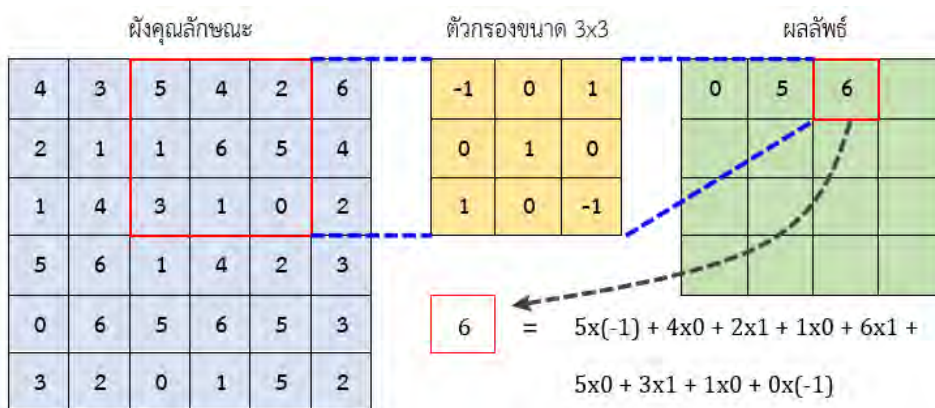 ผังคุณลักษณะ ตัวกรองขนาด 3x3 ผลลัพธ์
4 3 5 4 2 6 -1 0 1 0 5 6
2 1 1 6 5 4 0 1 0
1 4 3 1 0 2 1 0 -1
5 6 1 4 2 3
0 6 5 6 5 3 6 = 5x(-1) + 4x0 + 2x1 + 1x0 + 6x1 +
3 2 0 1 5 2 5x0 + 3x1 + 1x0 + 0x(-1)